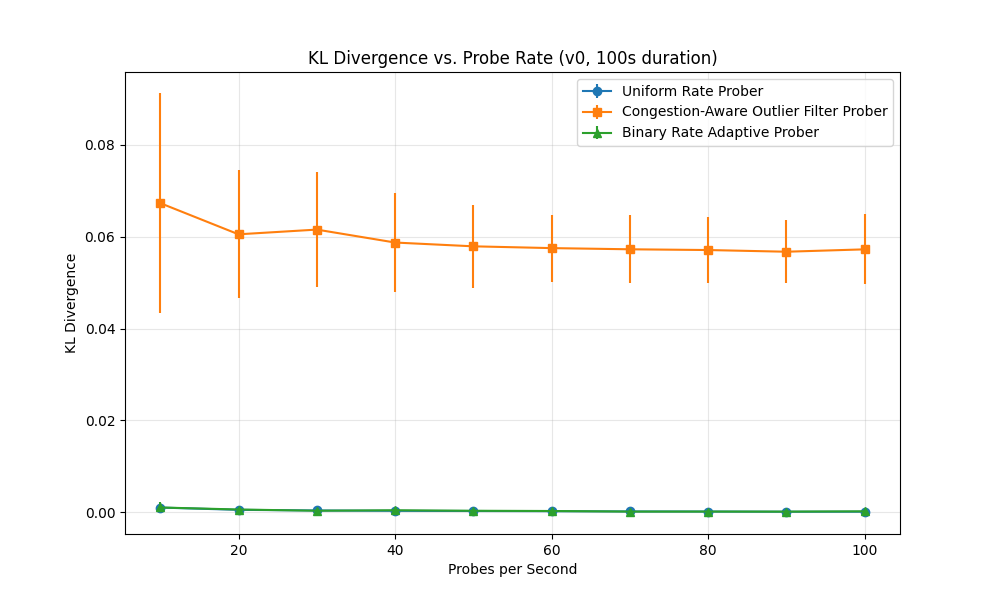 KL Divergence vs. Probe Rate (v0, 100s duration)
Uniform Rate Prober
Congestion-Aware Outlier Filter Prober
Binary Rate Adaptive Prober
KL Divergence
0.08
0.06
0.04
0.02
0.00
20 40 60 80 100
Probes per Second